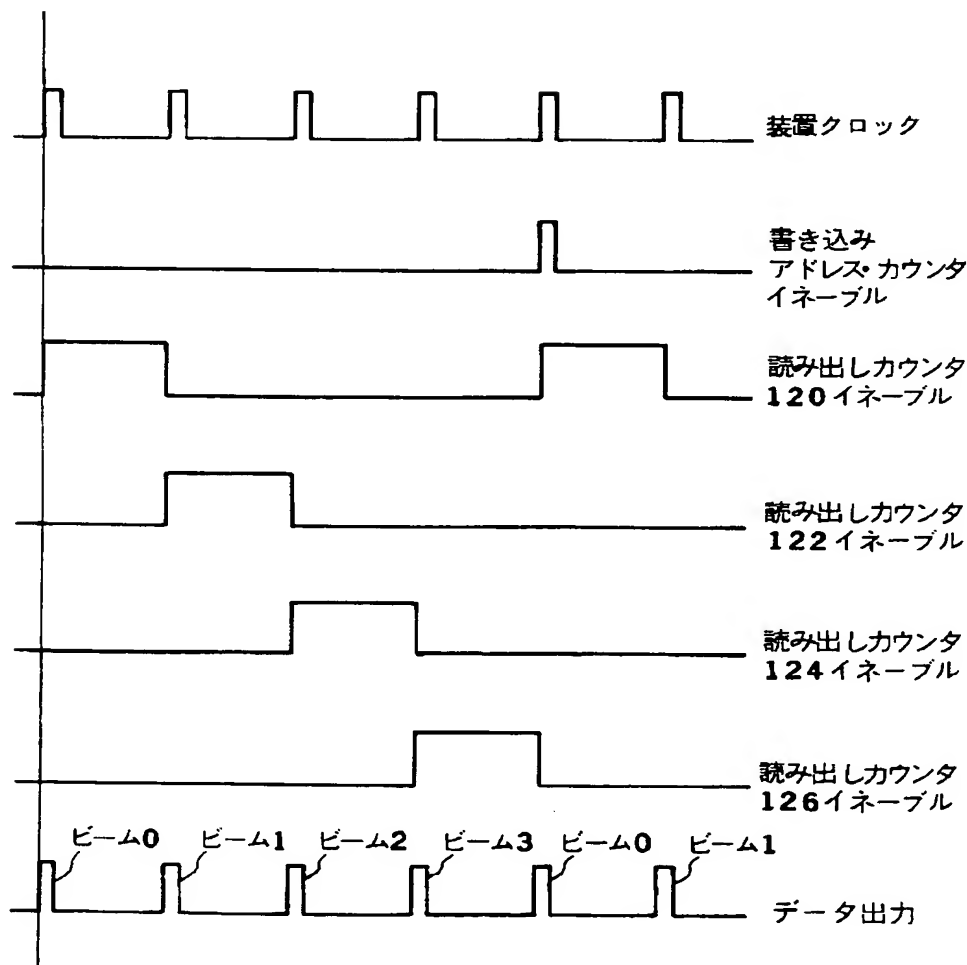 装置クロック
書き込み
アドレス・カウンタ
イネーブル
読み出しカウンタ
120イネーブル
読み出しカウンタ
122イネーブル
読み出しカウンタ
124イネーブル
読み出しカウンタ
126イネーブル
ビーム0 ビーム1 ビーム2 ビーム3 ビーム0 ビーム1
データ出力